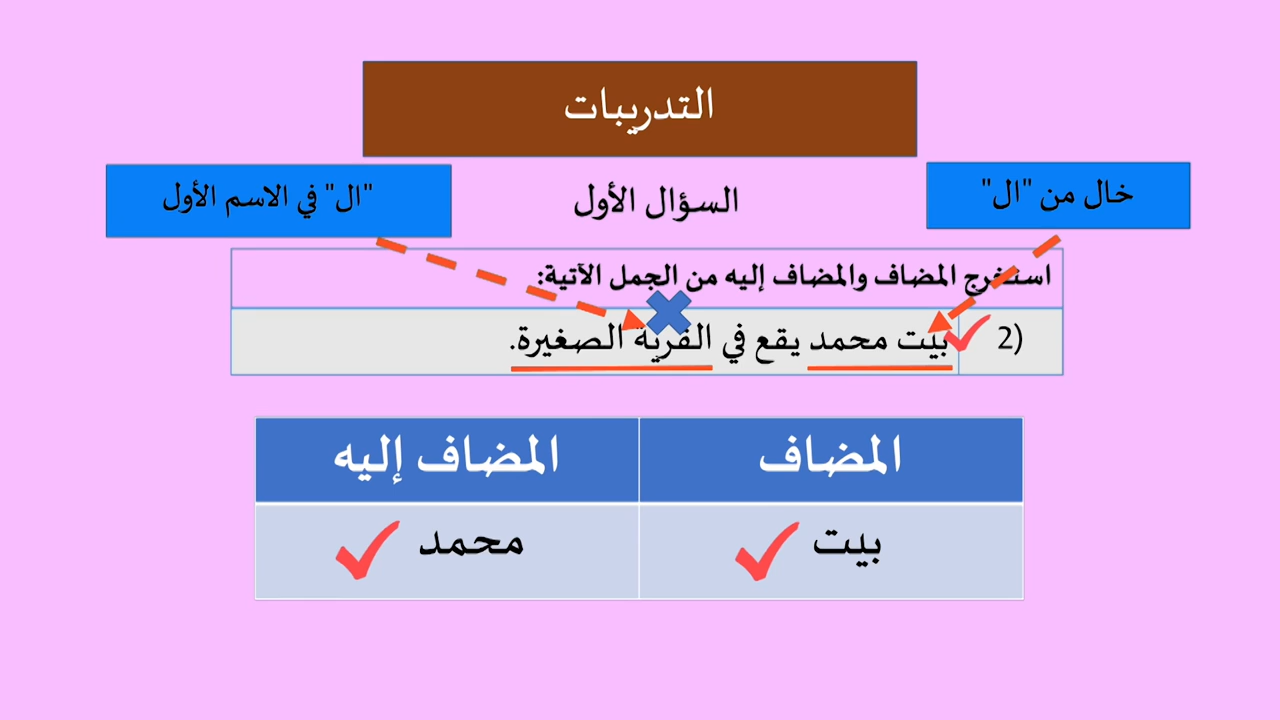 التدريبات
خال من "ال"
السؤال الأول
"ال" في الاسم الأول
استخرج المضاف والمضاف إليه من الجمل الآتية:
2) بيت محمد يقع في القرية الصغيرة.
المضاف المضاف إليه
بيت محمد